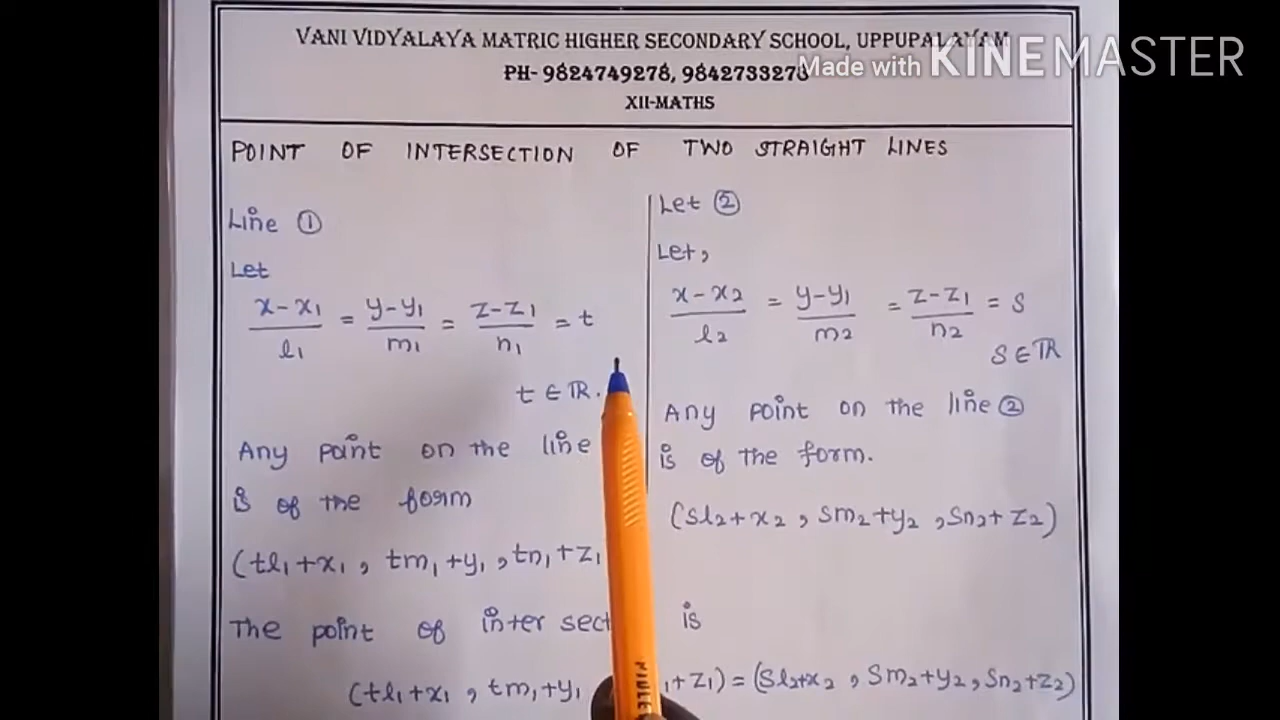 VANI VIDYALAYA MATRIC HIGHER SECONDARY SCHOOL, UPPUPALAYAM
Made with KINEMASTER
PH- 9824749278, 9842733278
XII-MATHS
POINT OF INTERSECTION OF TWO STRAIGHT LINES
Line ①
Let
x-x₁/l₁ = y-y₁/m₁ = z-z₁/n₁ = t
t ∈ ℝ.
Any point on the line
is of the form
(tl₁+x₁, tm₁+y₁, tn₁+z₁
Let ②
Let,
x-x₂/l₂ = y-y₁/m₂ = z-z₁/n₂ = s
s ∈ ℝ
Any point on the line ②
is of the form.
(sl₂+x₂, sm₂+y₂, sn₂+z₂)
The point of inter sect is
(tl₁+x₁, tm₁+y₁ ₁+z₁) = (sl₂+x₂, sm₂+y₂, sn₂+z₂)